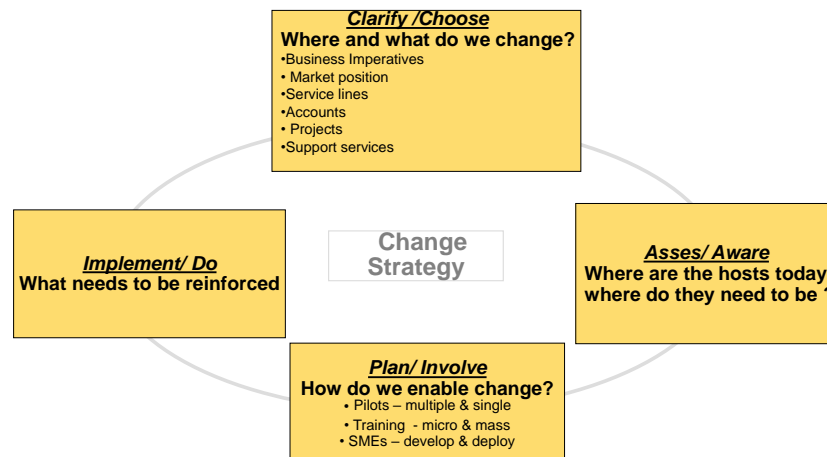 Clarify /Choose
Where and what do we change?
•Business Imperatives
• Market position
•Service lines
•Accounts
• Projects
•Support services
Change
Strategy
Asses/ Aware
Where are the hosts today
where do they need to be ?
Plan/ Involve
How do we enable change?
• Pilots – multiple & single
• Training - micro & mass
• SMEs – develop & deploy
Implement/ Do
What needs to be reinforced